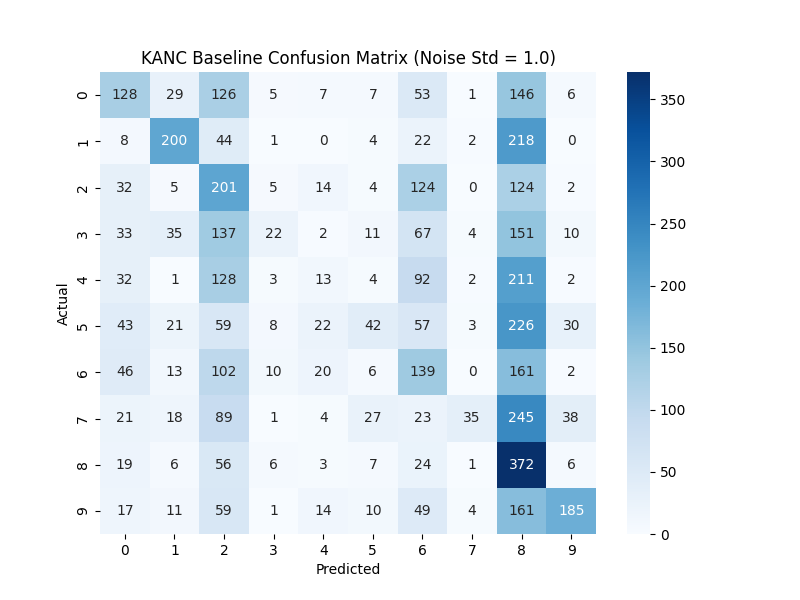 KANC Baseline Confusion Matrix (Noise Std = 1.0)
0 128 29 126 5 7 7 53 1 146 6
1 8 200 44 1 0 4 22 2 218 0
2 32 5 201 5 14 4 124 0 124 2
3 33 35 137 22 2 11 67 4 151 10
4 32 1 128 3 13 4 92 2 211 2
5 43 21 59 8 22 42 57 3 226 30
6 46 13 102 10 20 6 139 0 161 2
7 21 18 89 1 4 27 23 35 245 38
8 19 6 56 6 3 7 24 1 372 6
9 17 11 59 1 14 10 49 4 161 185
0 1 2 3 4 5 6 7 8 9
Predicted
Actual
350
300
250
200
150
100
50
0